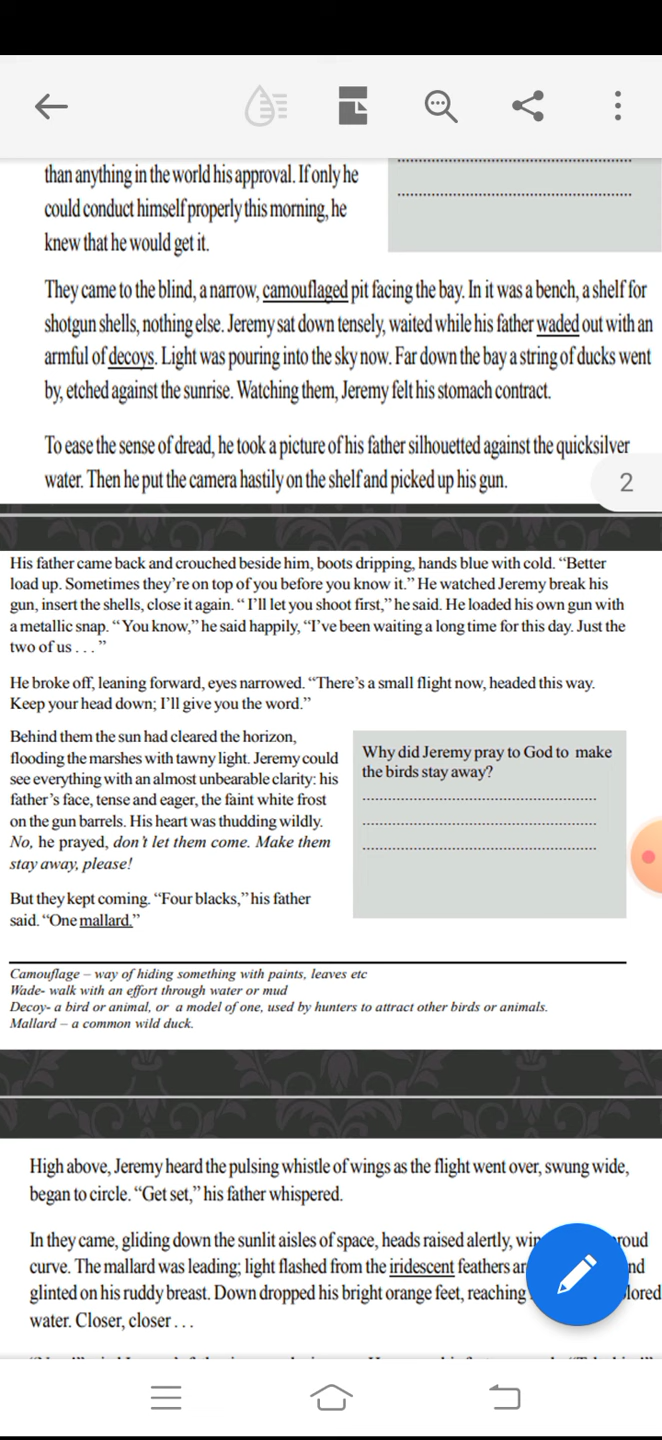 than anything in the world his approval. If only he
could conduct himself properly this morning, he
knew that he would get it.
They came to the blind, a narrow, camouflaged pit facing the bay. In it was a bench, a shelf for
shotgun shells, nothing else. Jeremy sat down tensely, waited while his father waded out with an
armful of decoys. Light was pouring into the sky now. Far down the bay a string of ducks went
by, etched against the sunrise. Watching them, Jeremy felt his stomach contract.
To ease the sense of dread, he took a picture of his father silhouetted against the quicksilver
water. Then he put the camera hastily on the shelf and picked up his gun.
2
His father came back and crouched beside him, boots dripping, hands blue with cold. “Better
load up. Sometimes they’re on top of you before you know it.” He watched Jeremy break his
gun, insert the shells, close it again. “ I’ll let you shoot first,” he said. He loaded his own gun with
a metallic snap. “You know,” he said happily, “I’ve been waiting a long time for this day. Just the
two of us . . . ”
He broke off, leaning forward, eyes narrowed. “There’s a small flight now, headed this way.
Keep your head down; I’ll give you the word.”
Behind them the sun had cleared the horizon,
flooding the marshes with tawny light. Jeremy could
see everything with an almost unbearable clarity: his
father’s face, tense and eager, the faint white frost
on the gun barrels. His heart was thudding wildly.
No, he prayed, don’t let them come. Make them
stay away, please!
Why did Jeremy pray to God to make
the birds stay away?
But they kept coming. “Four blacks,” his father
said. “One mallard.”
Camouflage – way of hiding something with paints, leaves etc
Wade- walk with an effort through water or mud
Decoy- a bird or animal, or a model of one, used by hunters to attract other birds or animals.
Mallard – a common wild duck.
High above, Jeremy heard the pulsing whistle of wings as the flight went over, swung wide,
began to circle. “Get set,” his father whispered.
In they came, gliding down the sunlit aisles of space, heads raised alertly,
curve. The mallard was leading; light flashed from the iridescent feathers
glinted on his ruddy breast. Down dropped his bright orange feet, reaching
water. Closer, closer . . .